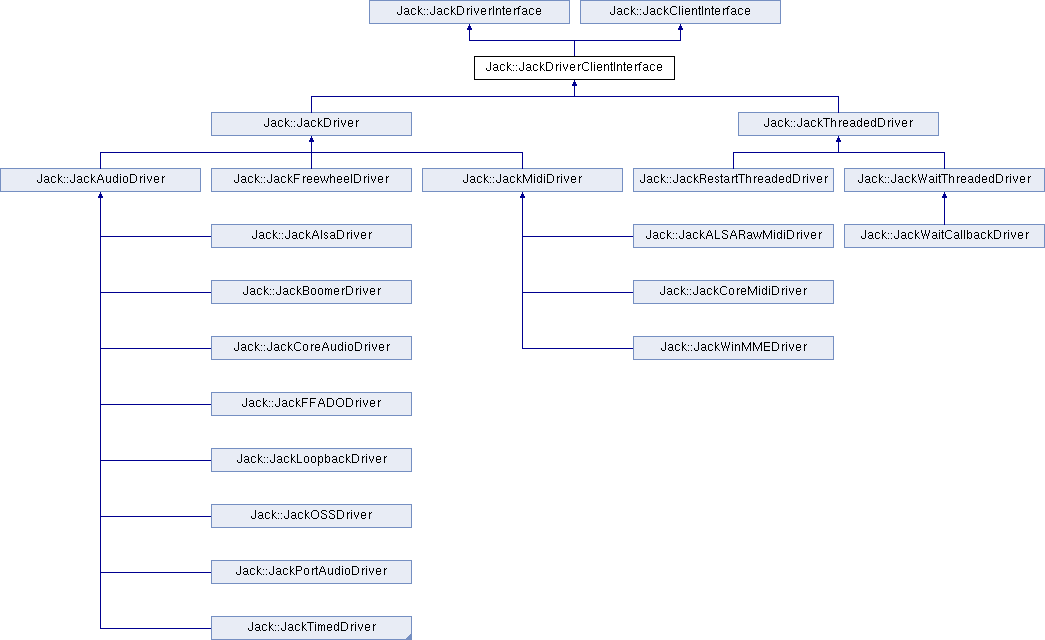 Jack::JackDriverInterface
Jack::JackClientInterface
Jack::JackDriverClientInterface
Jack::JackDriver
Jack::JackThreadedDriver
Jack::JackAudioDriver
Jack::JackFreewheelDriver
Jack::JackMidiDriver
Jack::JackRestartThreadedDriver
Jack::JackWaitThreadedDriver
Jack::JackAlsaDriver
Jack::JackALSARawMidiDriver
Jack::JackWaitCallbackDriver
Jack::JackBoomerDriver
Jack::JackCoreMidiDriver
Jack::JackCoreAudioDriver
Jack::JackWinMMEDriver
Jack::JackFFADODriver
Jack::JackLoopbackDriver
Jack::JackOSSDriver
Jack::JackPortAudioDriver
Jack::JackTimedDriver